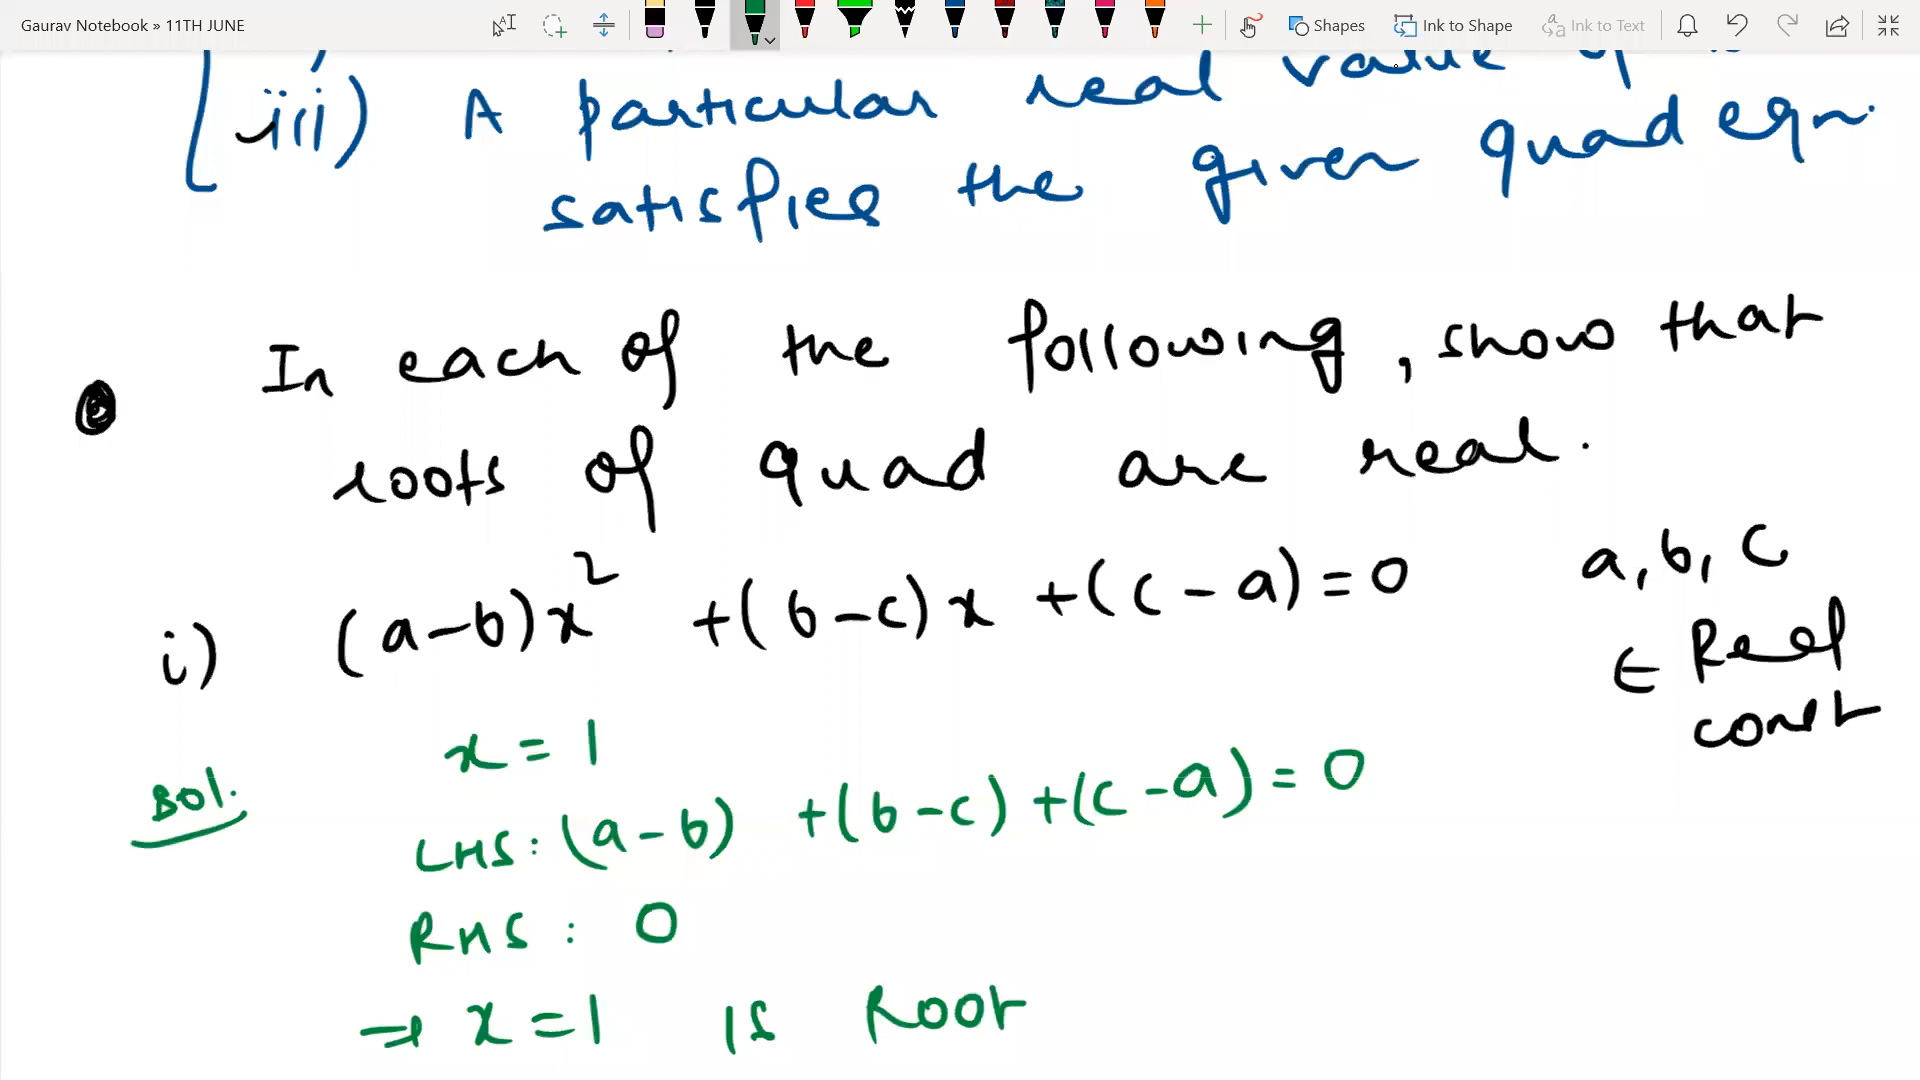 Gaurav Notebook » 11TH JUNE
Shapes
Ink to Shape
Ink to Text
iii) A particular real value of
satisfies the given quad eqn.
In each of the following, show that
roots of quad are real.
i) (a-b)x² +(b-c)x +(c-a)=0
a, b, c
∈ Real
const
Sol.
x = 1
LHS: (a-b) +(b-c) +(c-a) = 0
RHS: 0
→ x = 1 is Root